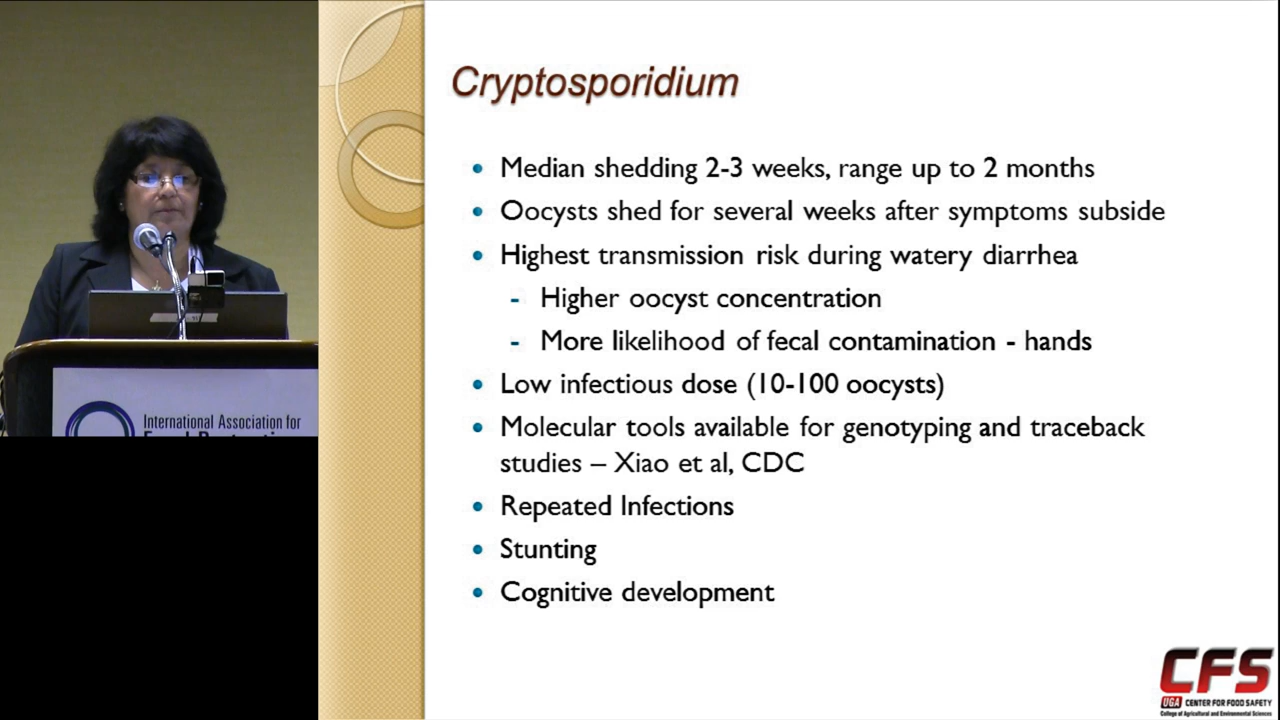 Cryptosporidium
• Median shedding 2-3 weeks, range up to 2 months
• Oocysts shed for several weeks after symptoms subside
• Highest transmission risk during watery diarrhea
- Higher oocyst concentration
- More likelihood of fecal contamination - hands
• Low infectious dose (10-100 oocysts)
• Molecular tools available for genotyping and traceback
studies – Xiao et al, CDC
• Repeated Infections
• Stunting
• Cognitive development
International Association for
CFS
UGA CENTER FOR FOOD SAFETY
College of Agricultural and Environmental Sciences